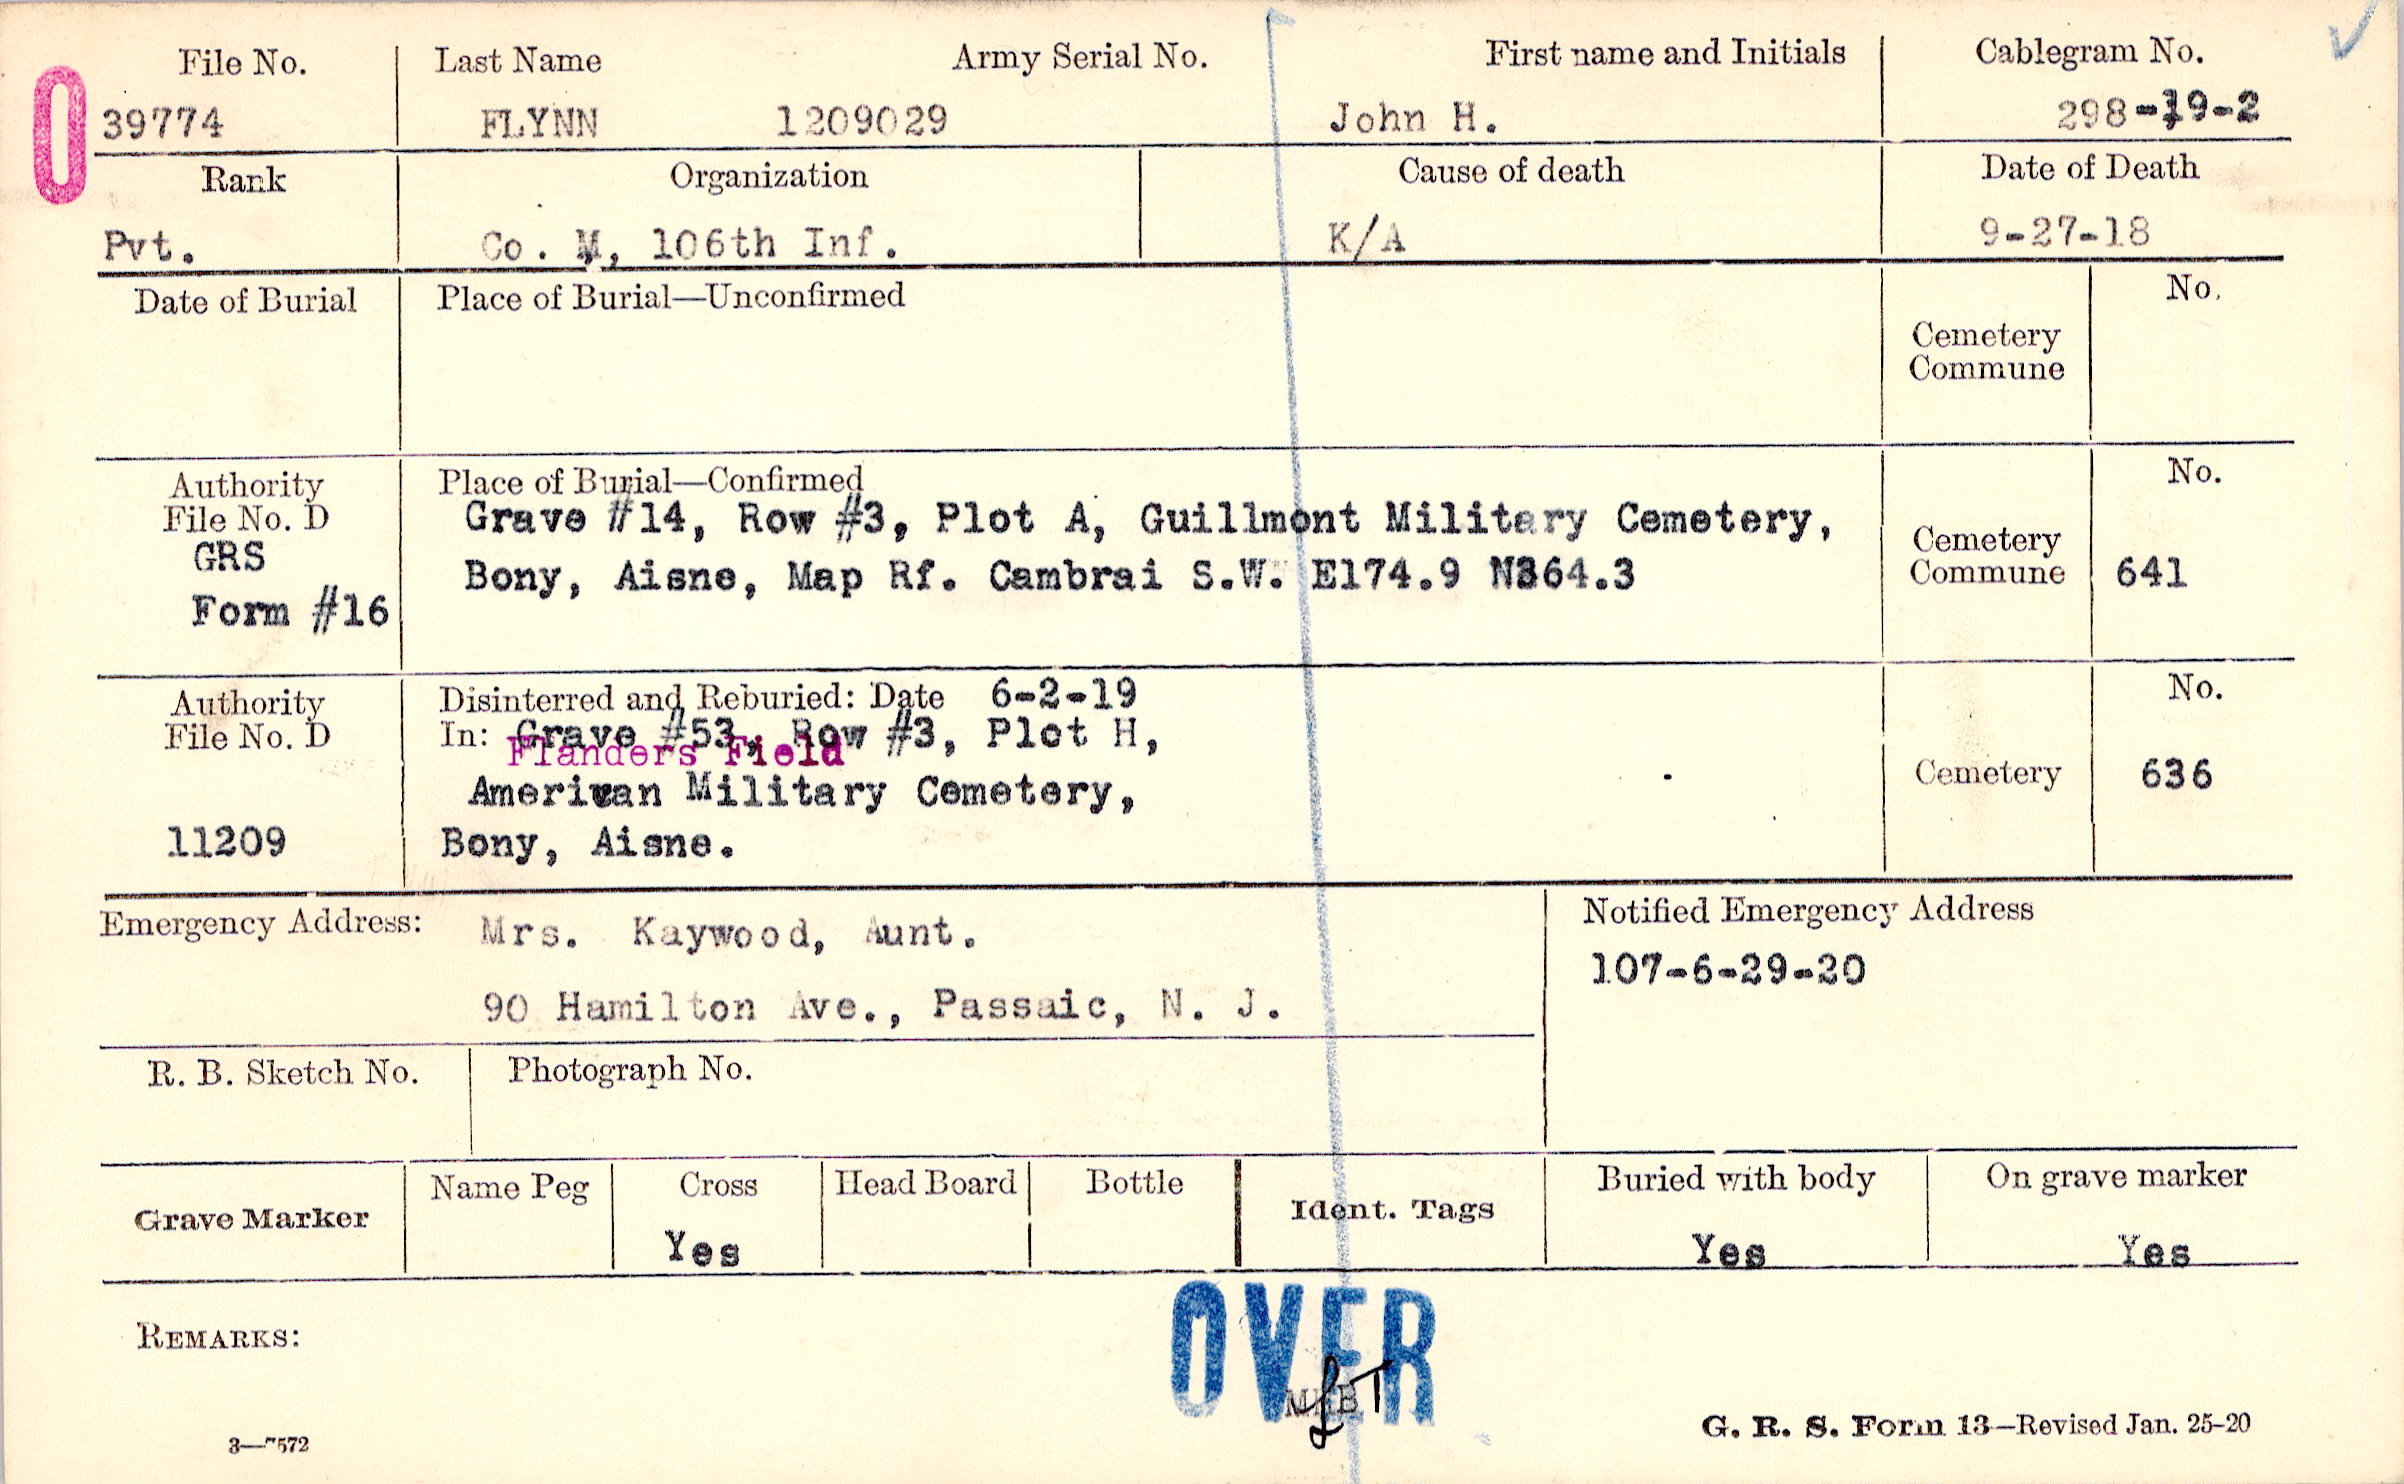 File No. Last Name Army Serial No. First name and Initials Cablegram No.
O
39774 FLYNN 1209029 John H. 298-19-2
Rank Organization Cause of death Date of Death
Pvt. Co. M, 106th Inf. K/A 9-27-18
Date of Burial Place of Burial—Unconfirmed No.
Cemetery
Commune
Authority Place of Burial—Confirmed No.
File No. D Grave #14, Row #3, Plot A, Guillmont Military Cemetery,
GRS Bony, Aisne, Map Rf. Cambrai S.W. E174.9 N364.3 Cemetery
Commune 641
Form #16
Authority Disinterred and Reburied: Date 6-2-19 No.
File No. D In: Grave #53, Row #3, Plot H,
Flanders Field
American Military Cemetery, Cemetery 636
11209 Bony, Aisne.
Emergency Address: Mrs. Kaywood, Aunt. Notified Emergency Address
107-6-29-20
90 Hamilton Ave., Passaic, N. J.
R. B. Sketch No. Photograph No.
Grave Marker Name Peg Cross Head Board Bottle Ident. Tags Buried with body On grave marker
Yes Yes Yes
OVER
REMARKS:
3—7572 G. R. S. Form 13—Revised Jan. 25-20